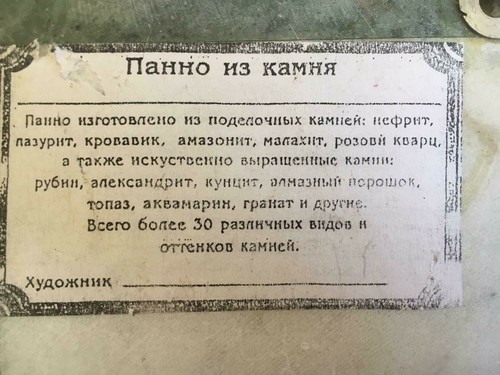 Панно из камня
Панно изготовлено из поделочных камней: нефрит,
лазурит, кровавик, амазонит, малахит, розови кварц,
а также искуственно выращенные камни:
рубин, александрит, кунцит, алмазный порошок,
топаз, аквамарин, гранат и другие.
Всего более 30 различных видов и
оттенков камней.
Художник